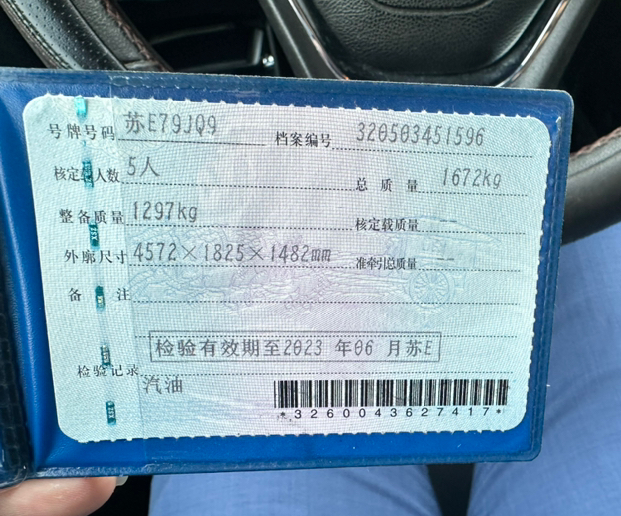 号牌号码 苏E79JQ9 档案编号 320503451596
核定载人数 5人 总质量 1672kg
整备质量 1297kg 核定载质量
外廓尺寸 4572×1825×1482mm 准牵引总质量 --
备注
检验有效期至2023 年06 月苏E
检验记录
汽油
*3260043627417*